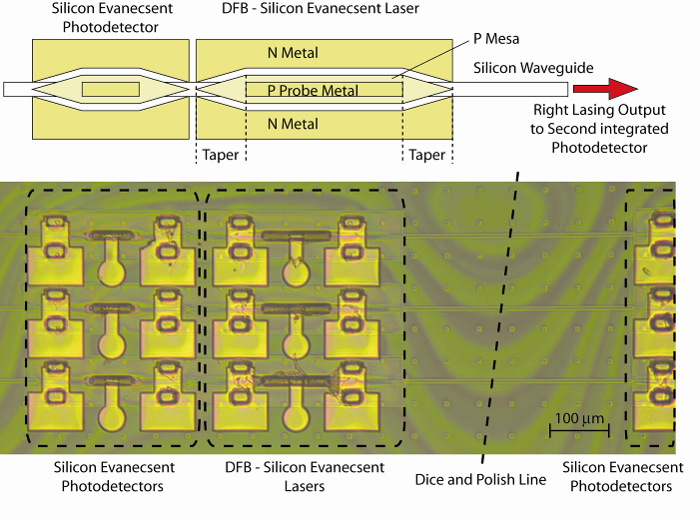 Silicon Evanecsent
Photodetector
DFB - Silicon Evanecsent Laser
N Metal
P Mesa
Silicon Waveguide
P Probe Metal
Right Lasing Output
to Second integrated
Photodetector
N Metal
Taper
Taper
100 μm
Silicon Evanecsent
Photodetectors
DFB - Silicon Evanecsent
Lasers
Dice and Polish Line
Silicon Evanecsent
Photodetectors